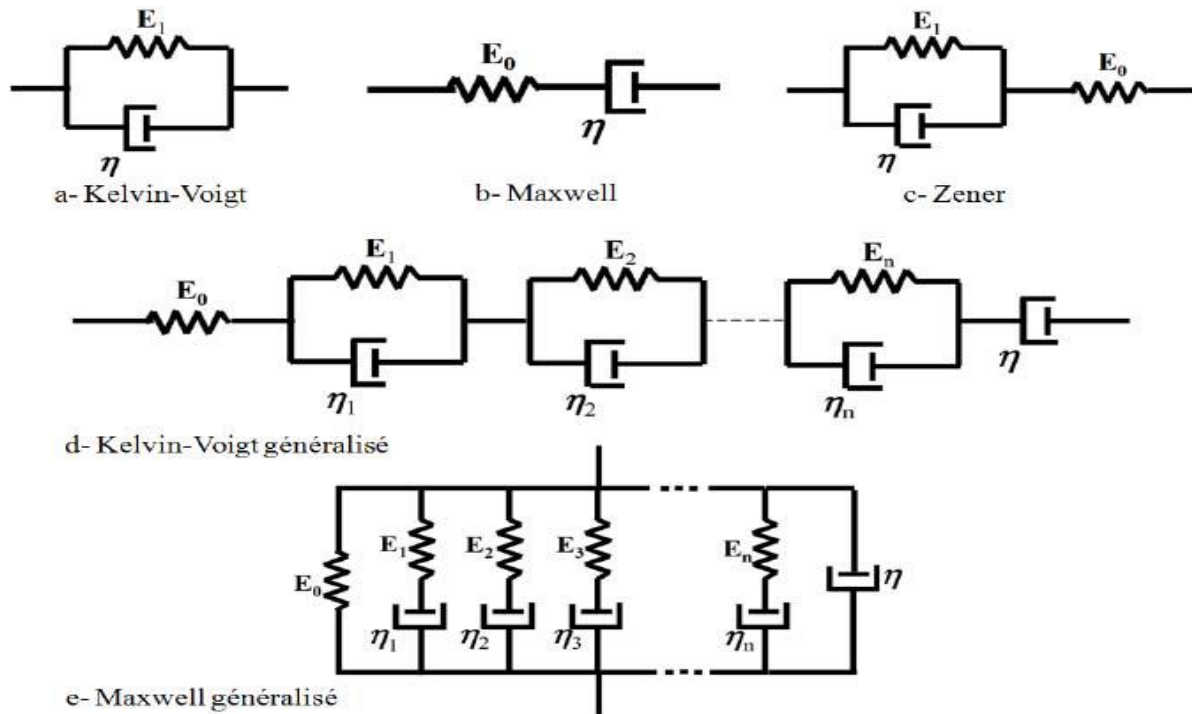 E₁
η
a- Kelvin-Voigt
E₀
η
b- Maxwell
E₁
E₀
η
c- Zener
E₀
E₁
E₂
Eₙ
η₁
η₂
ηₙ
η
d- Kelvin-Voigt généralisé
E₀
E₁
E₂
E₃
Eₙ
η
η₁
η₂
η₃
ηₙ
e- Maxwell généralisé